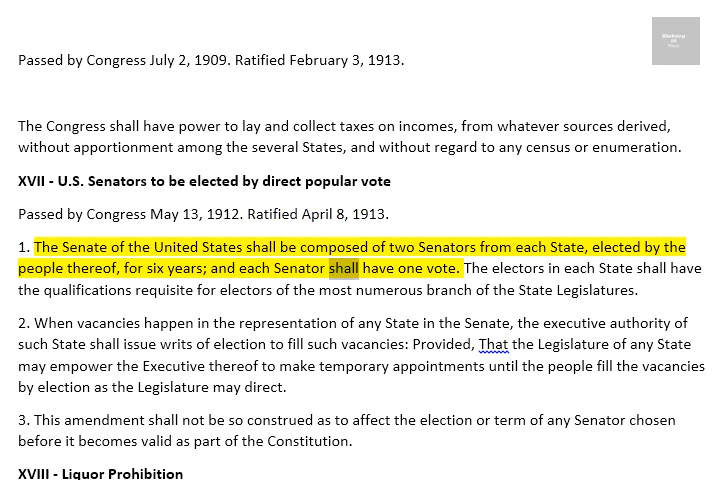 Passed by Congress July 2, 1909. Ratified February 3, 1913.
The Congress shall have power to lay and collect taxes on incomes, from whatever sources derived,
without apportionment among the several States, and without regard to any census or enumeration.
XVII - U.S. Senators to be elected by direct popular vote
Passed by Congress May 13, 1912. Ratified April 8, 1913.
1. The Senate of the United States shall be composed of two Senators from each State, elected by the
people thereof, for six years; and each Senator shall have one vote. The electors in each State shall have
the qualifications requisite for electors of the most numerous branch of the State Legislatures.
2. When vacancies happen in the representation of any State in the Senate, the executive authority of
such State shall issue writs of election to fill such vacancies: Provided, That the Legislature of any State
may empower the Executive thereof to make temporary appointments until the people fill the vacancies
by election as the Legislature may direct.
3. This amendment shall not be so construed as to affect the election or term of any Senator chosen
before it becomes valid as part of the Constitution.
XVIII - Liquor Prohibition